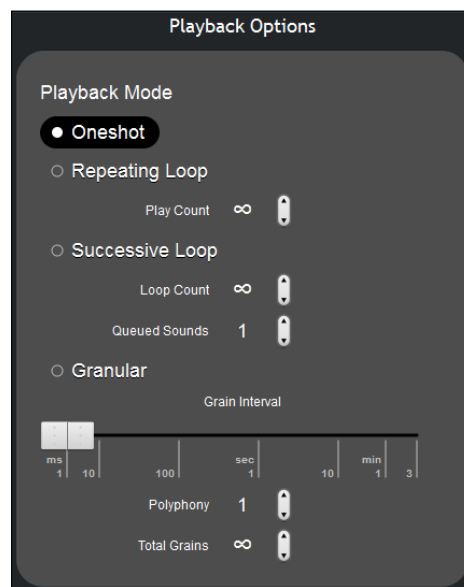 Playback Options
Playback Mode
Oneshot
Repeating Loop
Play Count ∞
Successive Loop
Loop Count ∞
Queued Sounds 1
Granular
Grain Interval
ms sec min
1 10 100 1 10 1 3
Polyphony 1
Total Grains ∞